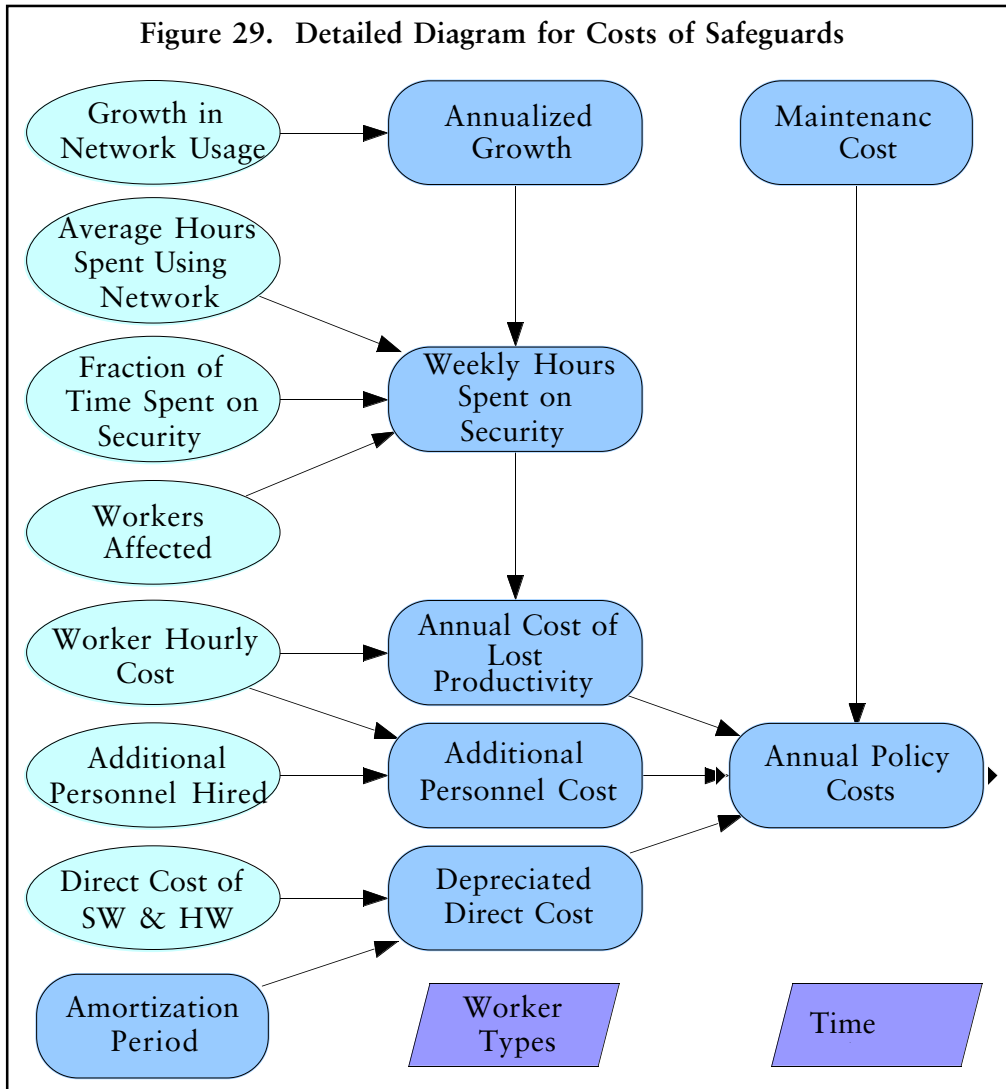 Figure 29. Detailed Diagram for Costs of Safeguards
Growth in
Network Usage
Annualized
Growth
Maintenanc
Cost
Average Hours
Spent Using
Network
Fraction of
Time Spent on
Security
Weekly Hours
Spent on
Security
Workers
Affected
Worker Hourly
Cost
Annual Cost of
Lost
Productivity
Additional
Personnel Hired
Additional
Personnel Cost
Annual Policy
Costs
Direct Cost of
SW & HW
Depreciated
Direct Cost
Amortization
Period
Worker
Types
Time